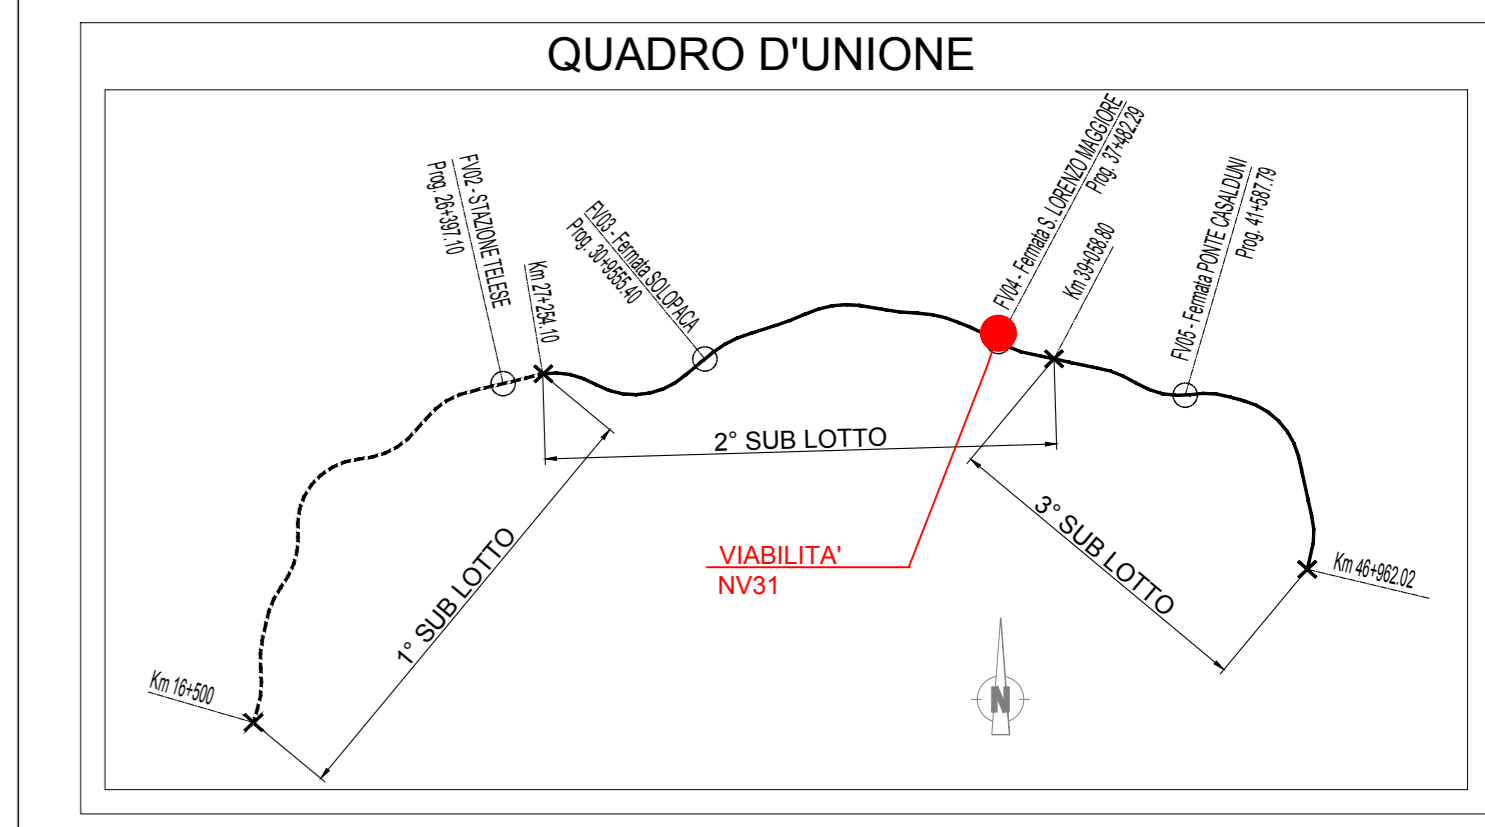 QUADRO D'UNIONE
FV02 - STAZIONE TELESE
Prog. 26+397.10
Km 27+254.10
FV03 - Fermata SOLOPACA
Prog. 30+9555.40
FV04 - Fermata S. LORENZO MAGGIORE
Prog. 37+482.29
Km 39+058.80
FV05 - Fermata PONTE CASALDUNI
Prog. 41+587.79
2° SUB LOTTO
1° SUB LOTTO
3° SUB LOTTO
VIABILITA'
NV31
Km 46+962.02
Km 16+500
N